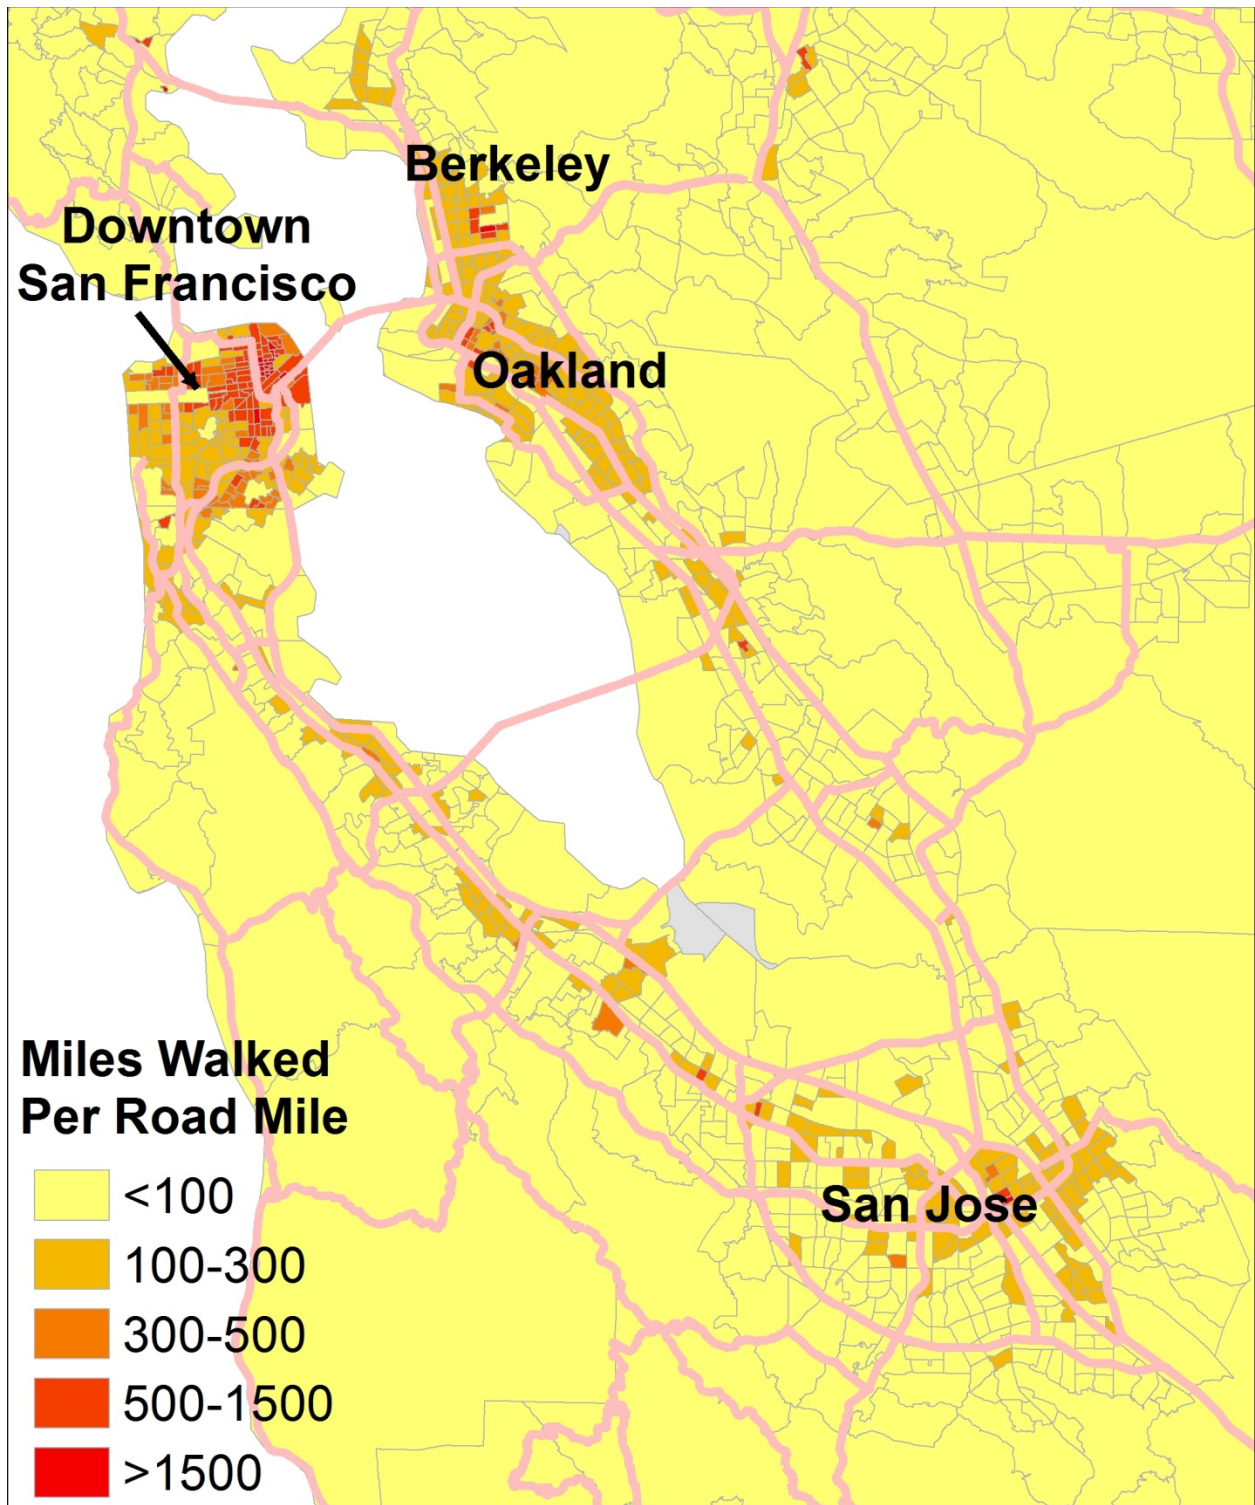 Berkeley
Downtown
San Francisco
Oakland
San Jose
Miles Walked
Per Road Mile
<100
100-300
300-500
500-1500
>1500